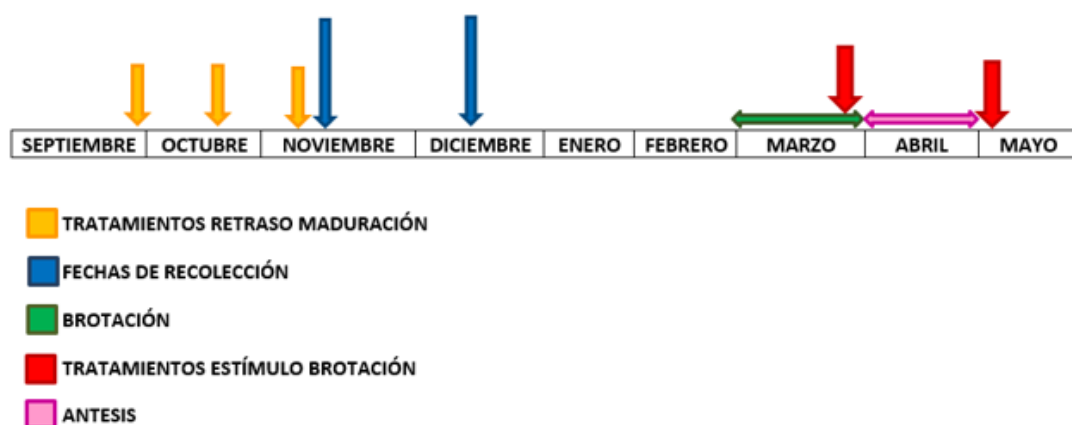 SEPTIEMBRE OCTUBRE NOVIEMBRE DICIEMBRE ENERO FEBRERO MARZO ABRIL MAYO
TRATAMIENTOS RETRASO MADURACIÓN
FECHAS DE RECOLECCIÓN
BROTACIÓN
TRATAMIENTOS ESTÍMULO BROTACIÓN
ANTESIS